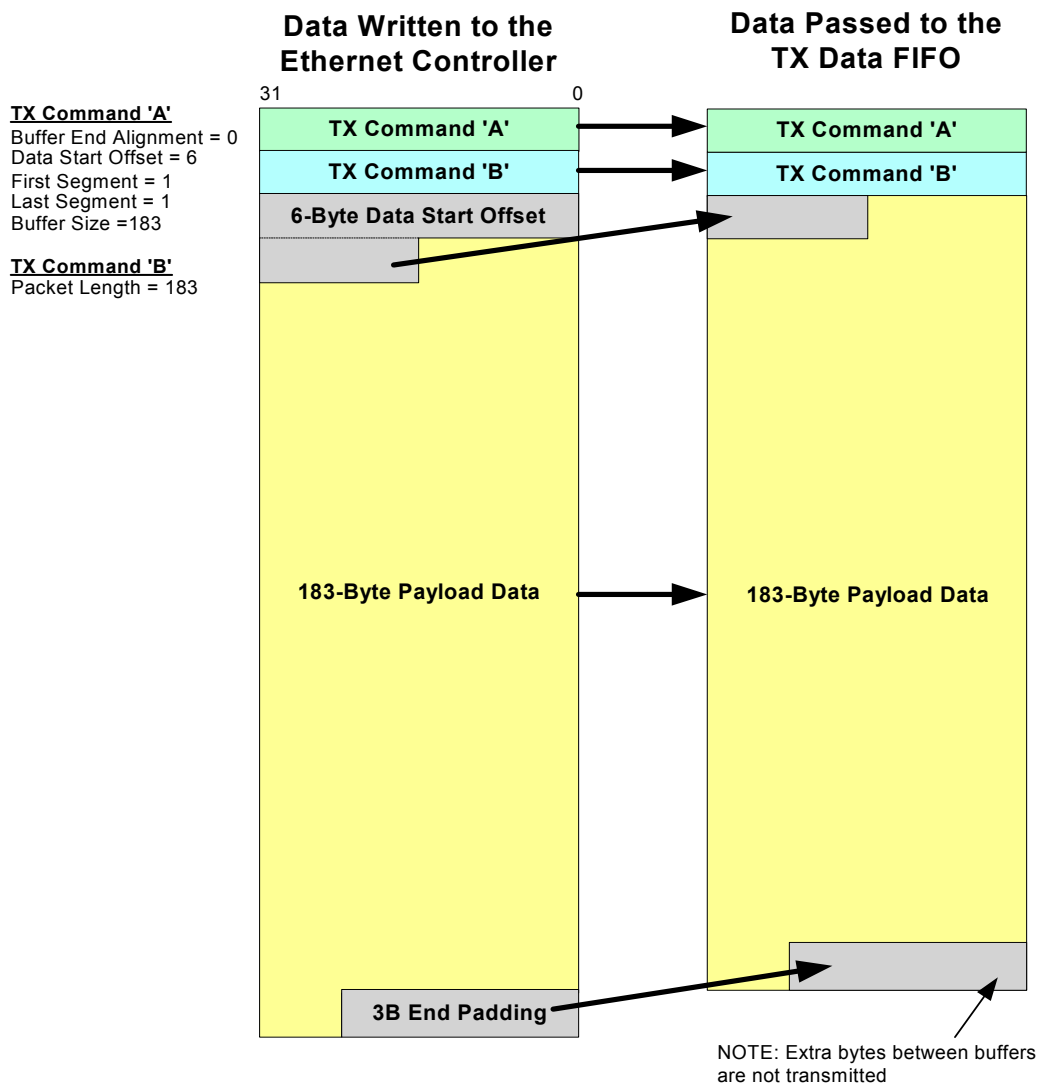 Data Written to the
Ethernet Controller
Data Passed to the
TX Data FIFO
31
0
TX Command 'A'
Buffer End Alignment = 0
Data Start Offset = 6
First Segment = 1
Last Segment = 1
Buffer Size =183
TX Command 'B'
Packet Length = 183
TX Command 'A'
TX Command 'B'
6-Byte Data Start Offset
183-Byte Payload Data
3B End Padding
TX Command 'A'
TX Command 'B'
183-Byte Payload Data
NOTE: Extra bytes between buffers
are not transmitted